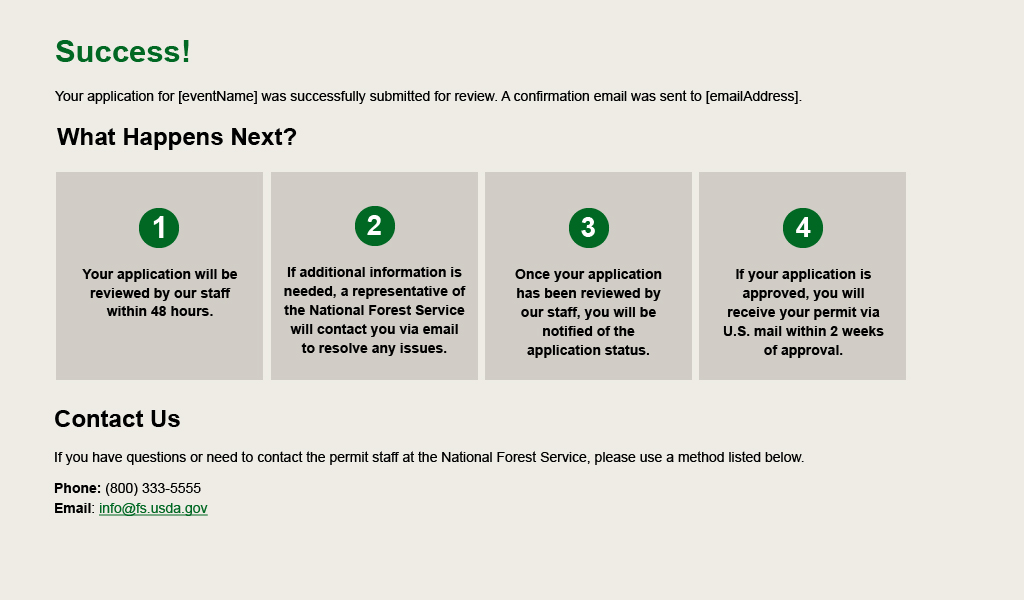 Success!
Your application for [eventName] was successfully submitted for review. A confirmation email was sent to [emailAddress].
What Happens Next?
1
Your application will be
reviewed by our staff
within 48 hours.
2
If additional information is
needed, a representative of
the National Forest Service
will contact you via email
to resolve any issues.
3
Once your application
has been reviewed by
our staff, you will be
notified of the
application status.
4
If your application is
approved, you will
receive your permit via
U.S. mail within 2 weeks
of approval.
Contact Us
If you have questions or need to contact the permit staff at the National Forest Service, please use a method listed below.
Phone: (800) 333-5555
Email: info@fs.usda.gov